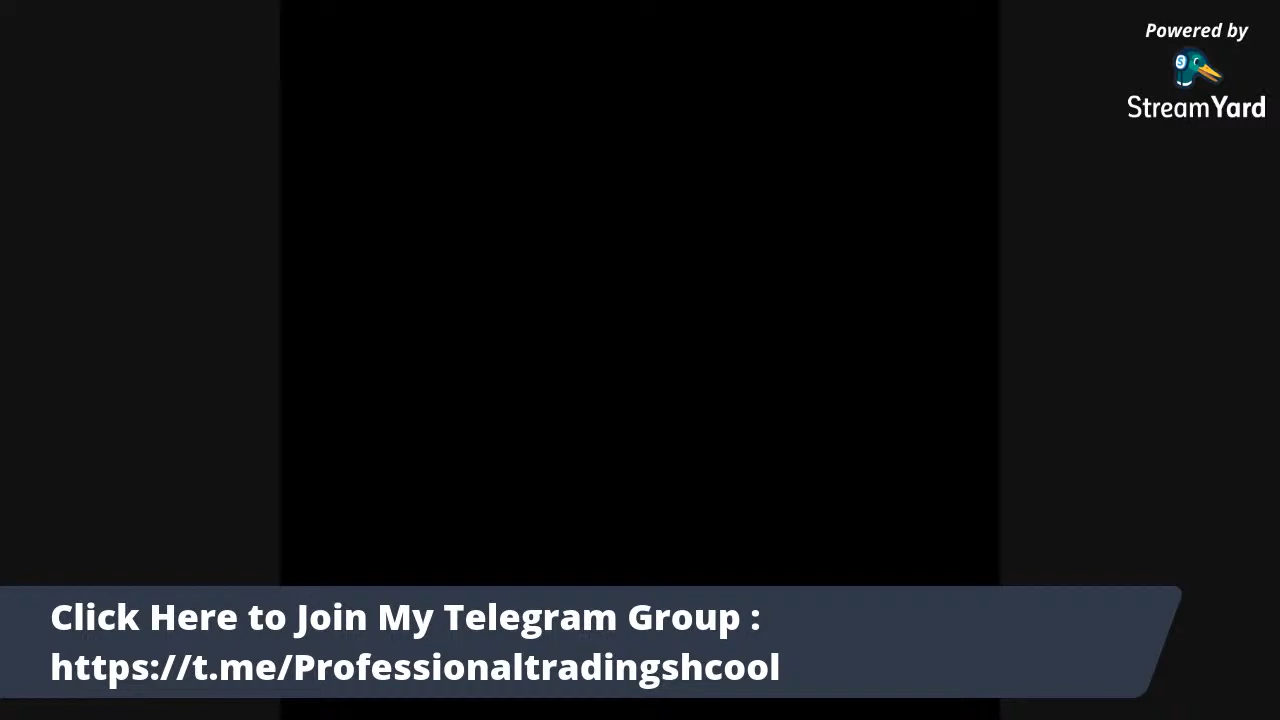 Powered by
StreamYard
Click Here to Join My Telegram Group :
https://t.me/Professionaltradingshcool